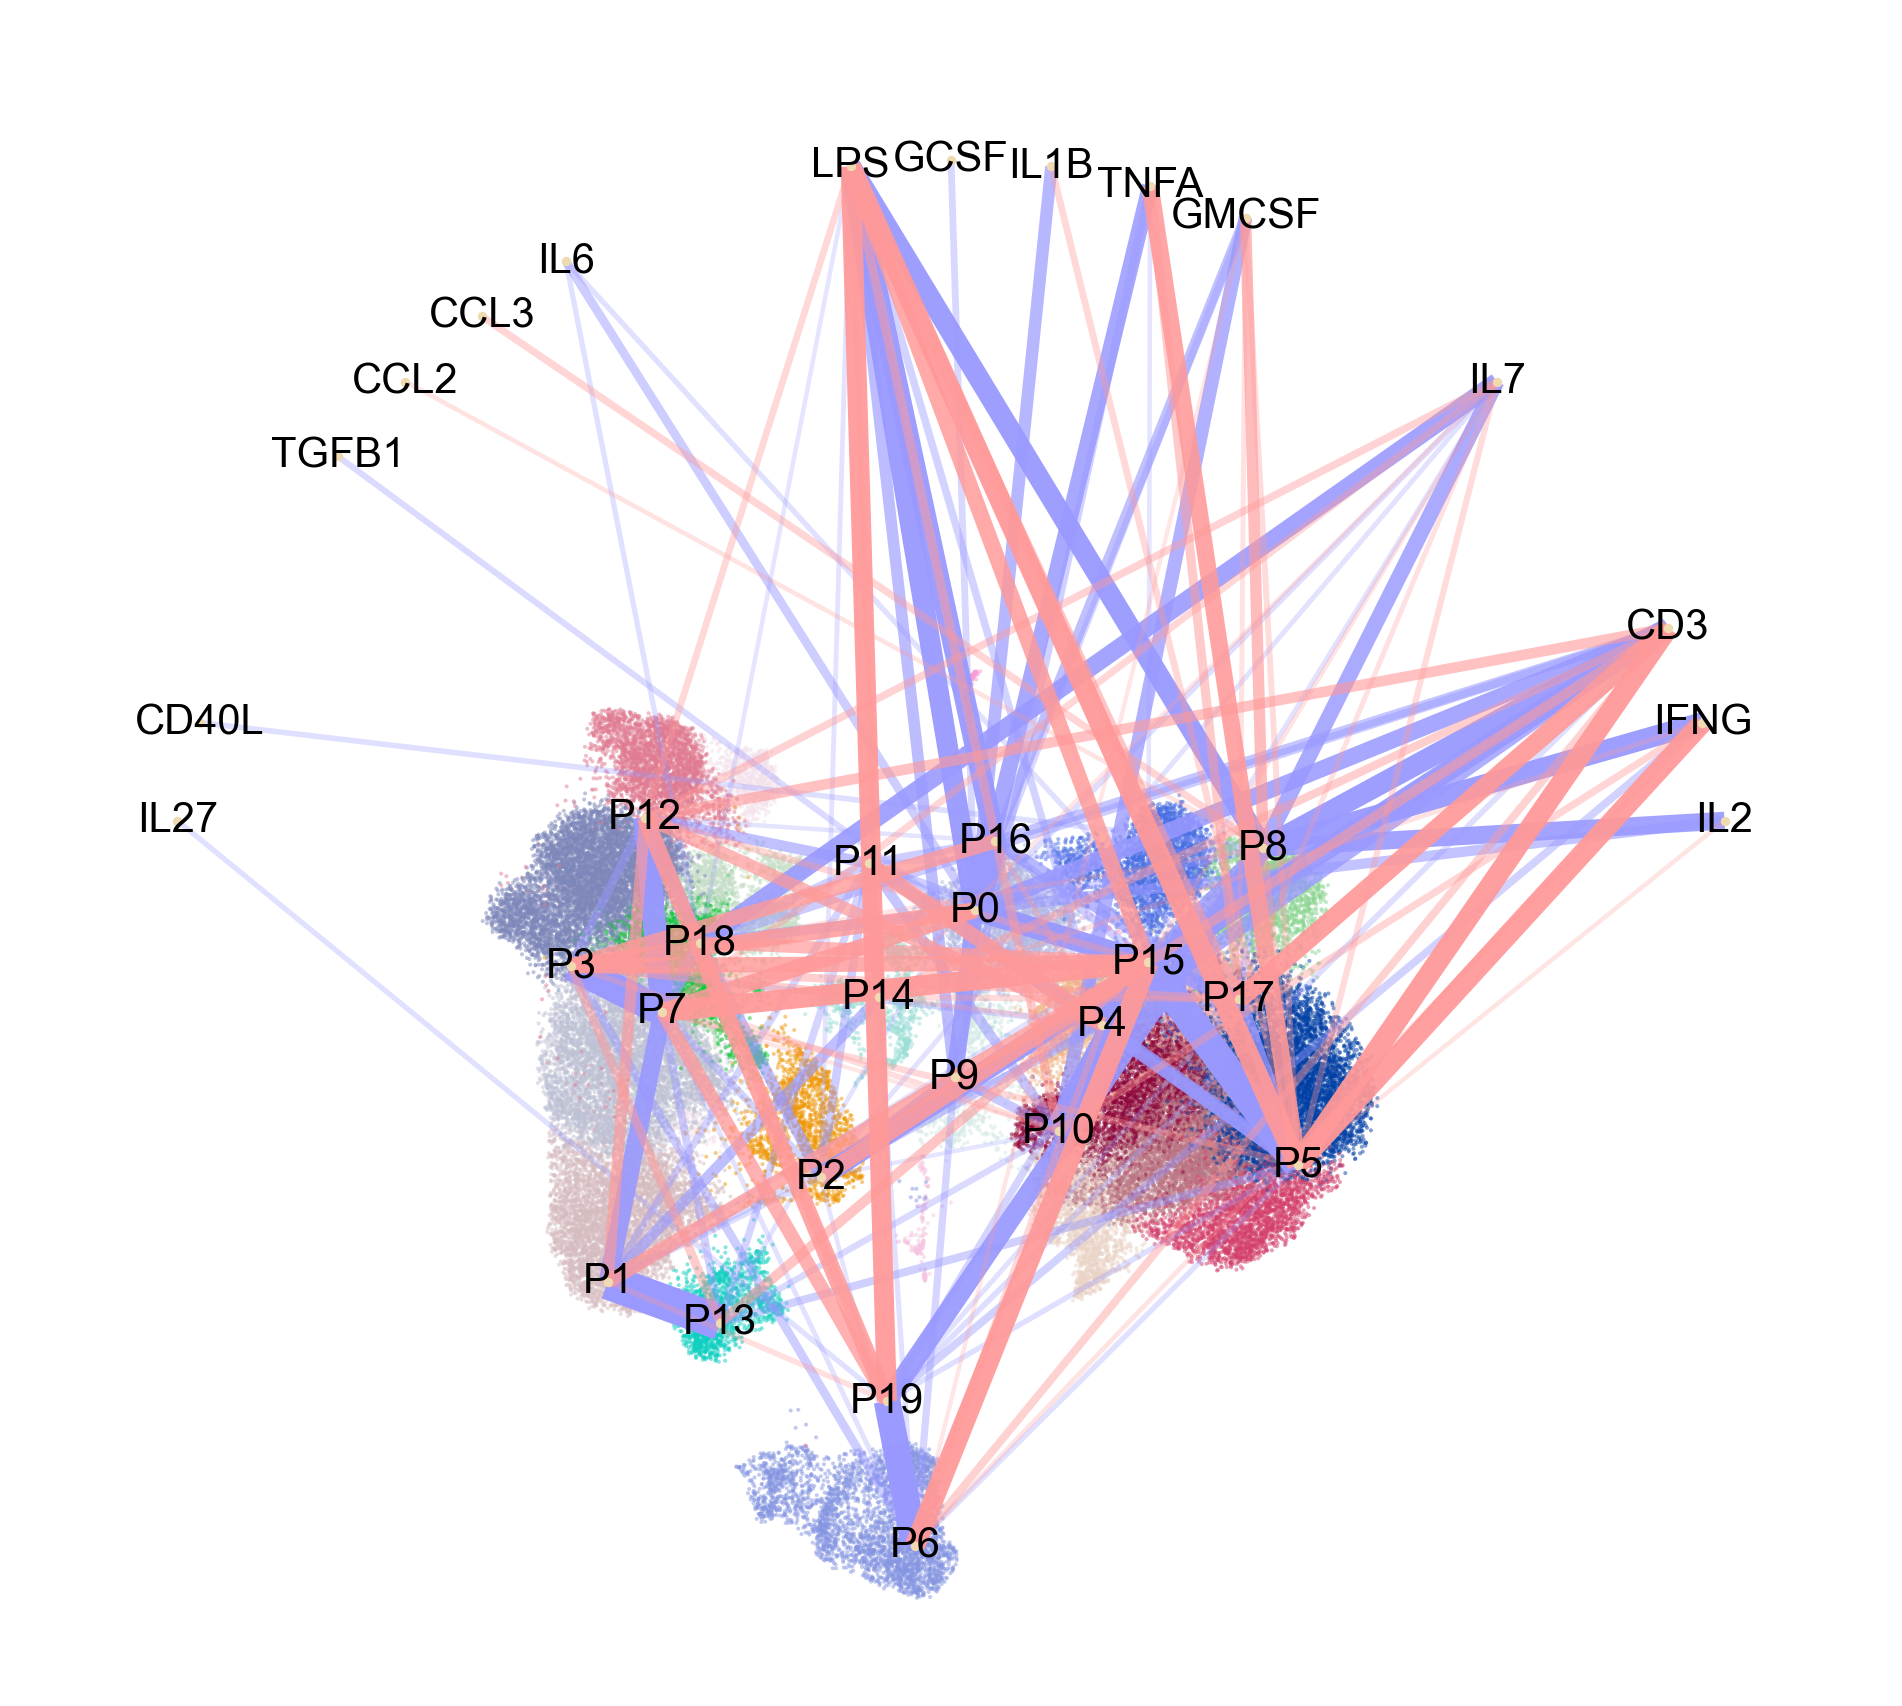 LPS
GCSF
IL1B
TNFA
GMCSF
IL6
CCL3
IL7
CCL2
TGFB1
CD3
CD40L
IFNG
IL27
IL2
P12
P16
P8
P11
P0
P18
P3
P15
P14
P17
P7
P4
P9
P10
P5
P2
P1
P13
P19
P6